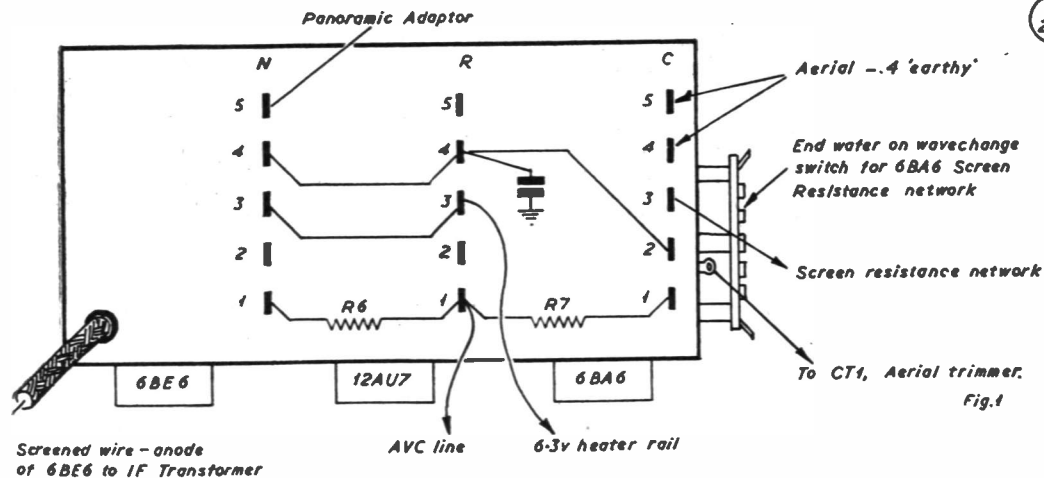 Panoramic Adaptor
2
N R C
Aerial -.4 'earthy'
5 5 5
4 4 4
End wafer on wavechange
switch for 6BA6 Screen
Resistance network
3 3 3
2 2 2
Screen resistance network
1 R6 1 R7 1
6BE6 12AU7 6BA6
To CT1, Aerial trimmer.
Fig.1
Screened wire – anode
of 6BE6 to IF Transformer
AVC line
6·3v heater rail